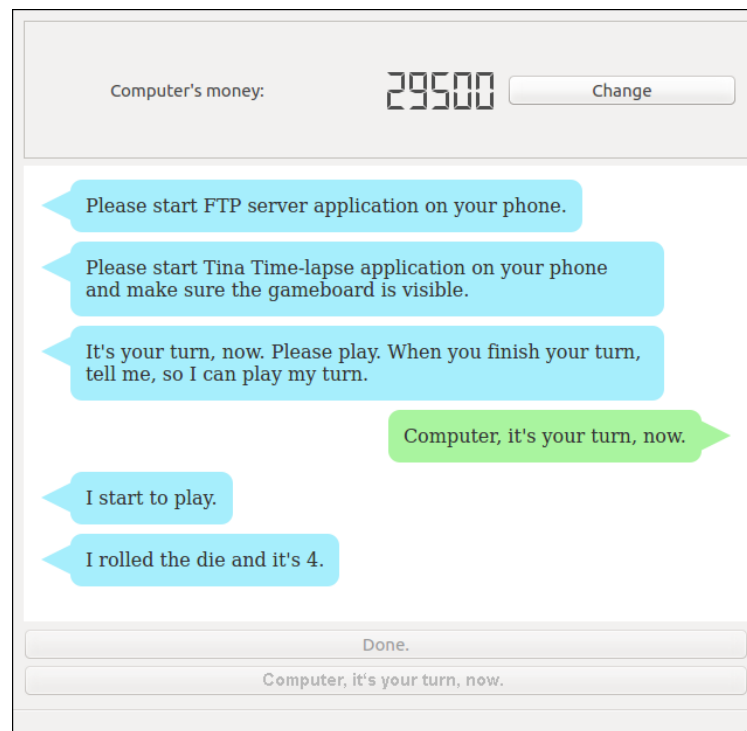 Computer's money: 29500 Change
Please start FTP server application on your phone.
Please start Tina Time-lapse application on your phone
and make sure the gameboard is visible.
It's your turn, now. Please play. When you finish your turn,
tell me, so I can play my turn.
Computer, it's your turn, now.
I start to play.
I rolled the die and it's 4.
Done.
Computer, it's your turn, now.